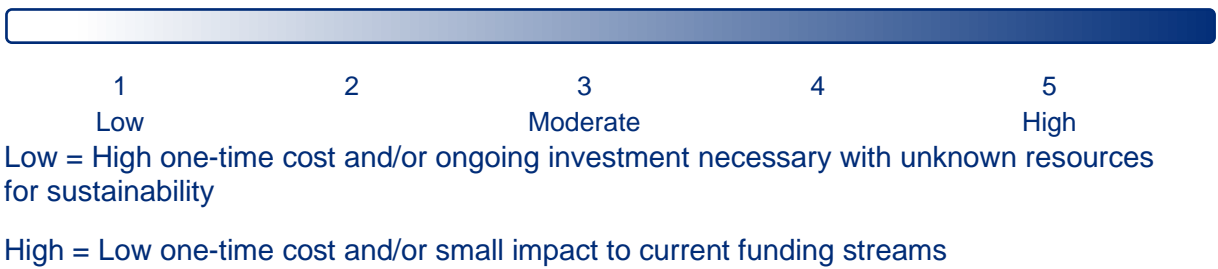 1 2 3 4 5
Low Moderate High
Low = High one-time cost and/or ongoing investment necessary with unknown resources
for sustainability
High = Low one-time cost and/or small impact to current funding streams